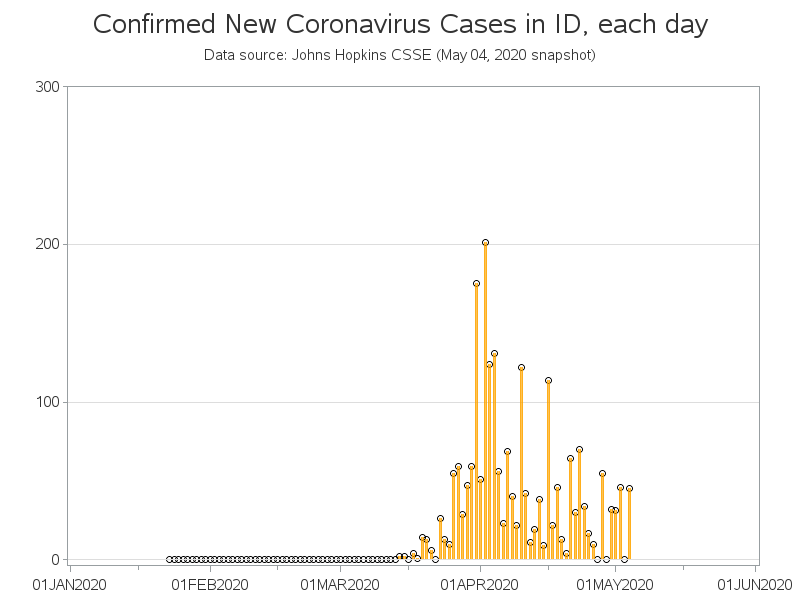 Confirmed New Coronavirus Cases in ID, each day
Data source: Johns Hopkins CSSE (May 04, 2020 snapshot)
300
200
100
0
01JAN2020 01FEB2020 01MAR2020 01APR2020 01MAY2020 01JUN2020